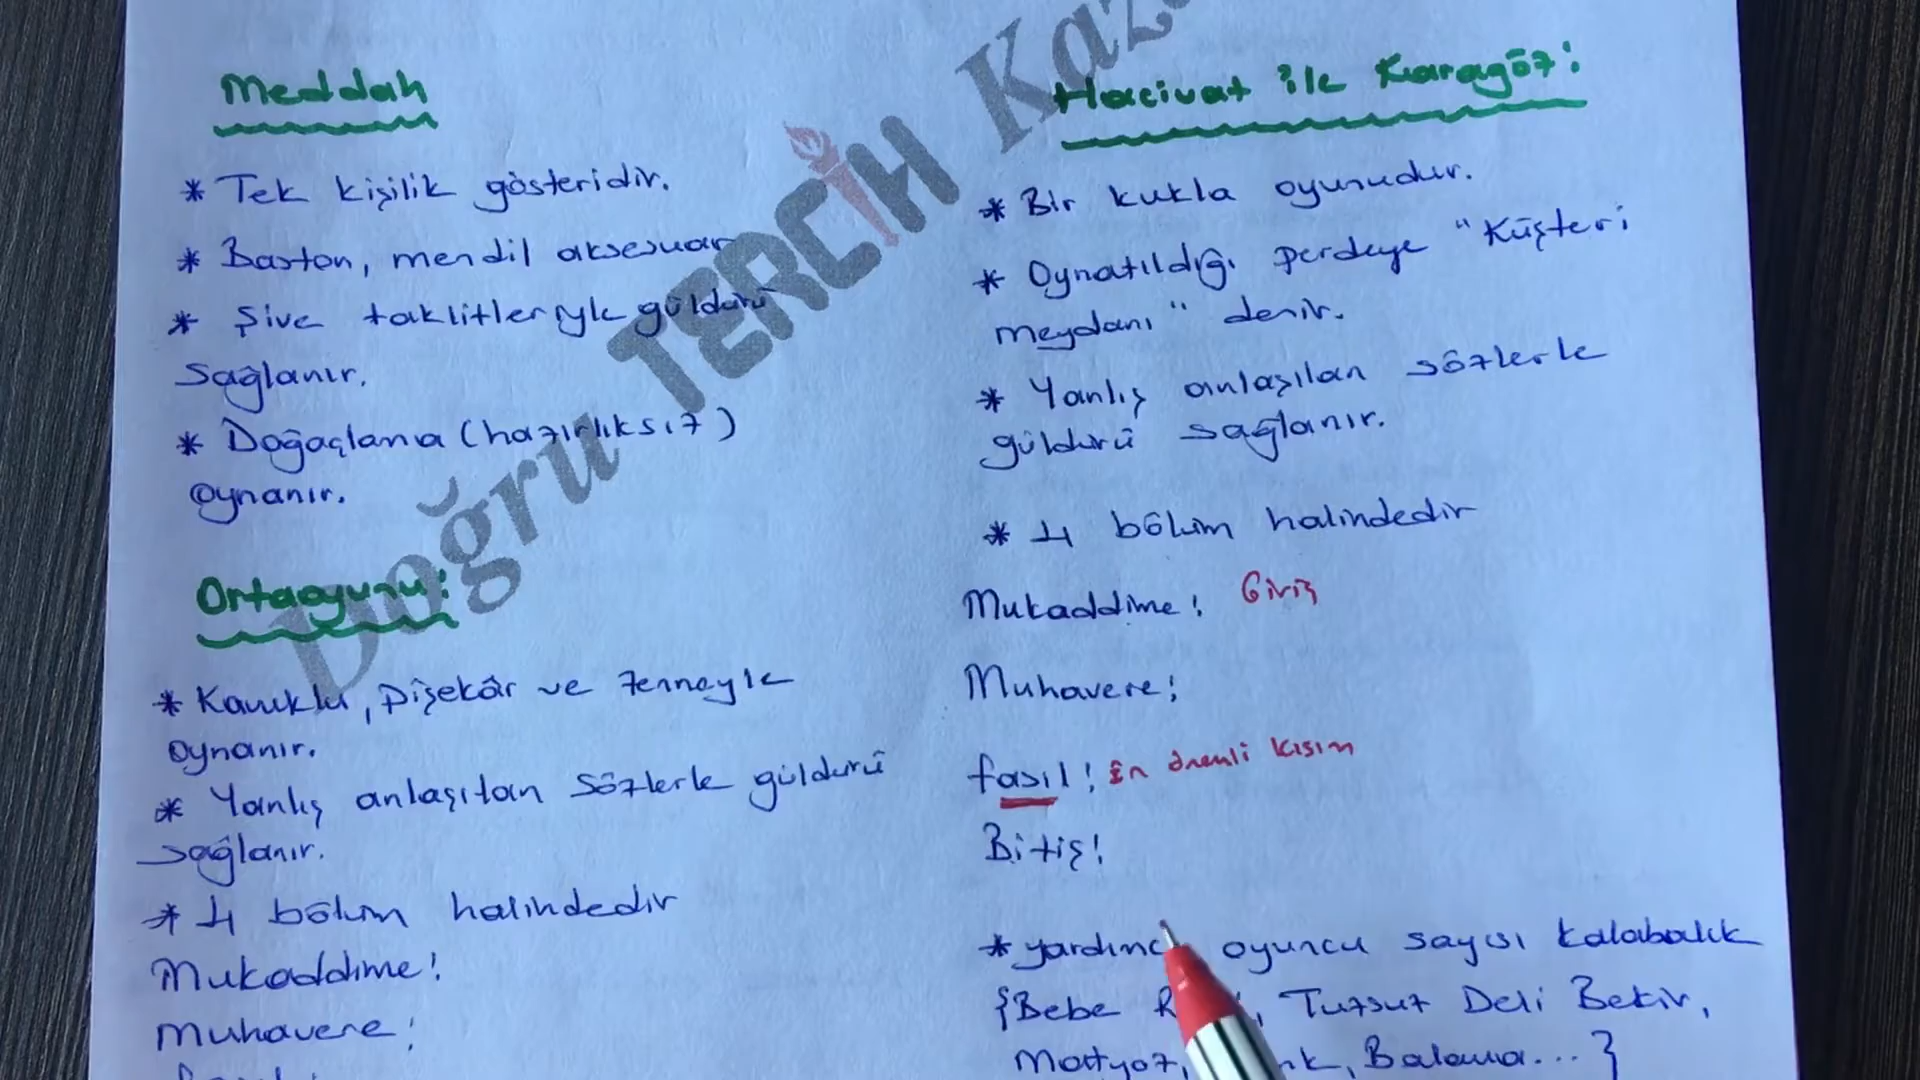 Meddah
* Tek kişilik gösteridir.
* Baston, mendil aksesuar
* Şive taklitleriyle güldürü
sağlanır.
* Doğaçlama (hazırlıksız)
oynanır.
Ortaoyunu:
* Kavuklu, Pişekâr ve zenneyle
oynanır.
* Yanlış anlaşılan sözlerle güldürü
sağlanır.
* 4 bölüm halindedir
Mukaddime:
Muhavere:
Hacivat ile Karagöz:
* Bir kukla oyunudur.
* Oynatıldığı perdeye "Küşteri
meydanı" denir.
* Yanlış anlaşılan sözlerle
güldürü sağlanır.
* 4 bölüm halindedir
Mukaddime: Giriş
Muhavere:
fasıl: En önemli kısım
Bitiş:
* yardımcı oyuncu sayısı kalabalık
{Bebe Tuzsuz Deli Bekir,
Matiz, Balama...}
Doğru TERCİH